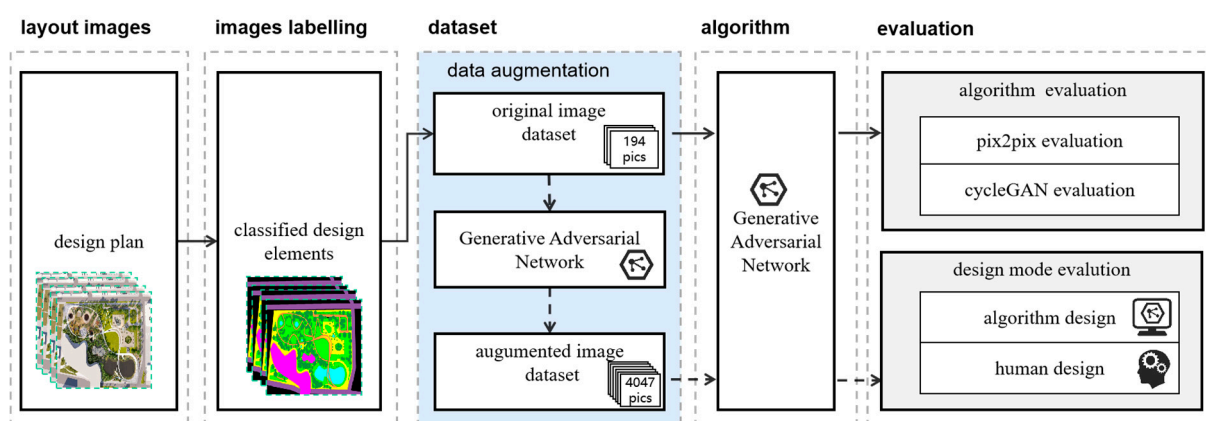 layout images
images labelling
dataset
algorithm
evaluation
design plan
classified design
elements
data augmentation
original image
dataset
194
pics
Generative Adversarial
Network
augumented image
dataset
4047
pics
Generative
Adversarial
Network
algorithm evaluation
pix2pix evaluation
cycleGAN evaluation
design mode evalution
algorithm design
human design